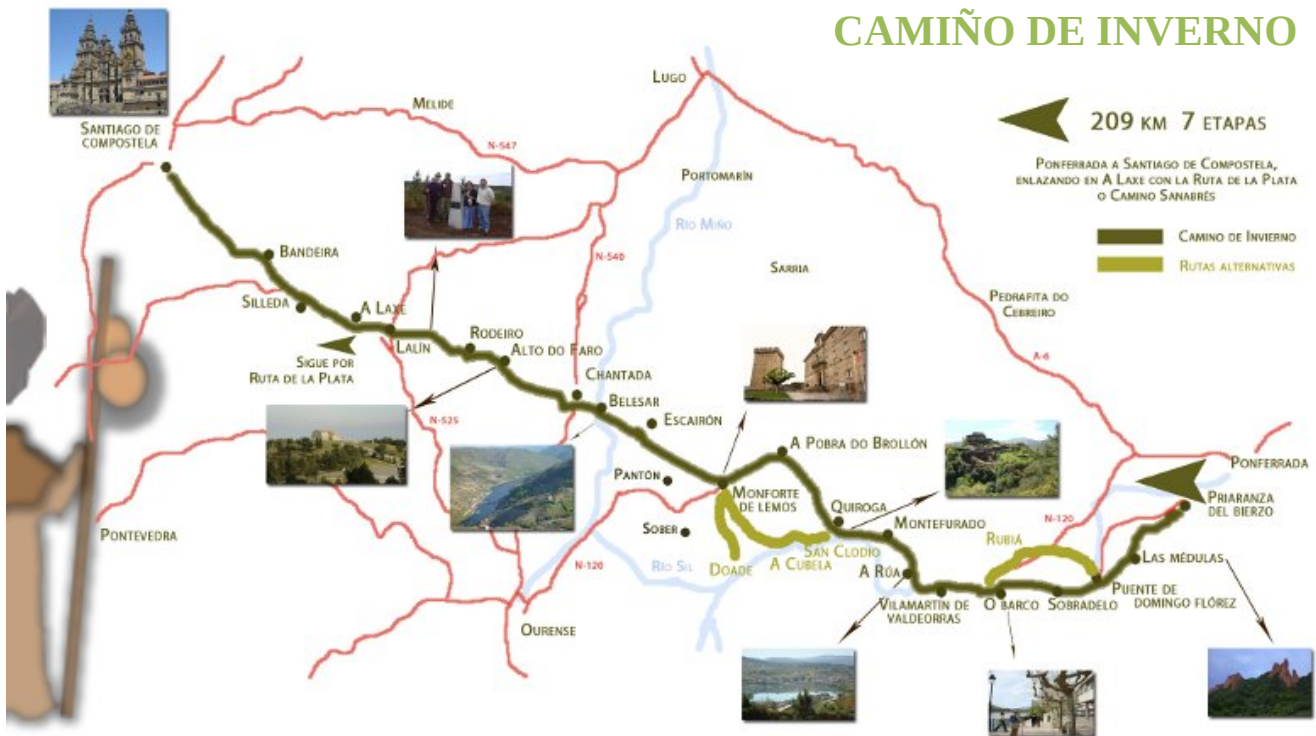 CAMIÑO DE INVERNO
209 KM 7 ETAPAS
PONFERRADA A SANTIAGO DE COMPOSTELA,
ENLAZANDO EN A LAXE CON LA RUTA DE LA PLATA
O CAMINO SANABRÉS
CAMINO DE INVIERNO
RUTAS ALTERNATIVAS
LUGO
MELIDE
SANTIAGO DE
COMPOSTELA
N-547
PORTOMARÍN
RÍO MIÑO
BANDEIRA
N-540
SARRIA
SILLEDA
A LAXE
PEDRAFITA DO
CEBREIRO
LALÍN
RODEIRO
ALTO DO FARO
SIGUE POR
RUTA DE LA PLATA
A-6
CHANTADA
BELESAR
N-525
ESCAIRÓN
A POBRA DO BROLLÓN
PONFERRADA
PANTÓN
MONFORTE
DE LEMOS
PRIARANZA
DEL BIERZO
QUIROGA
MONTEFURADO
N-120
SOBER
PONTEVEDRA
SAN CLODIO
RUBIÁ
A CUBELA
DOADE
RÍO SIL
N-120
A RÚA
LAS MÉDULAS
PUENTE DE
DOMINGO FLÓREZ
VILAMARTÍN DE
VALDEORRAS
O BARCO
SOBRADELO
OURENSE